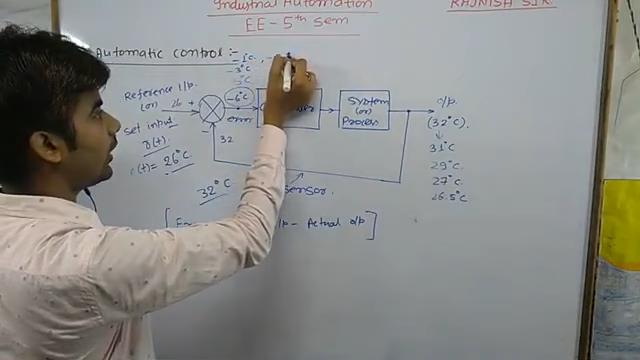 Industrial Automation
RAJNISH SIR.
EE - 5th Sem
Automatic control :-
-1°C,
-3°C
5°C
Reference I/p
(or) 26 +
-6°C
System
(or)
Process
o/p.
(32°C).
set input
error
r(t).
-
32
31°C
r(t) = 26°C
29°C
27°C
26.5°C
32°C
sensor.
I/p - Actual o/p]